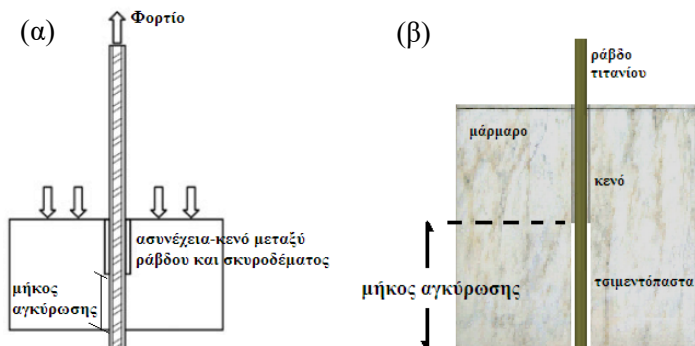 (α)
Φορτίο
ασυνέχεια-κενό μεταξύ
ράβδου και σκυροδέματος
μήκος
αγκύρωσης
(β)
ράβδο
τιτανίου
μάρμαρο
κενό
μήκος αγκύρωσης
τσιμεντόπαστα